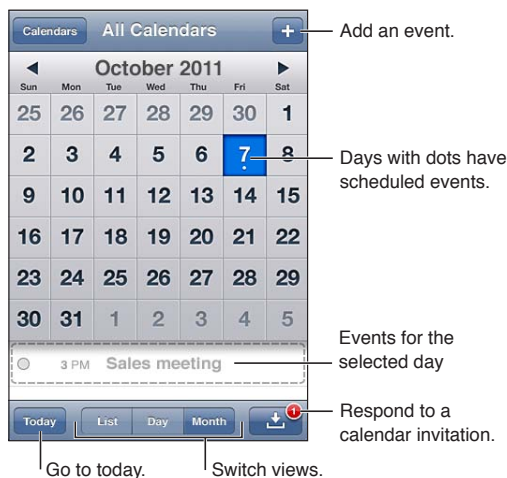 Calendars All Calendars +
Add an event.
October 2011
Sun Mon Tue Wed Thu Fri Sat
25 26 27 28 29 30 1
2 3 4 5 6 7 8
Days with dots have
scheduled events.
9 10 11 12 13 14 15
16 17 18 19 20 21 22
23 24 25 26 27 28 29
30 31 1 2 3 4 5
3 PM Sales meeting
Events for the
selected day
Today List Day Month 1
Respond to a
calendar invitation.
Go to today. Switch views.